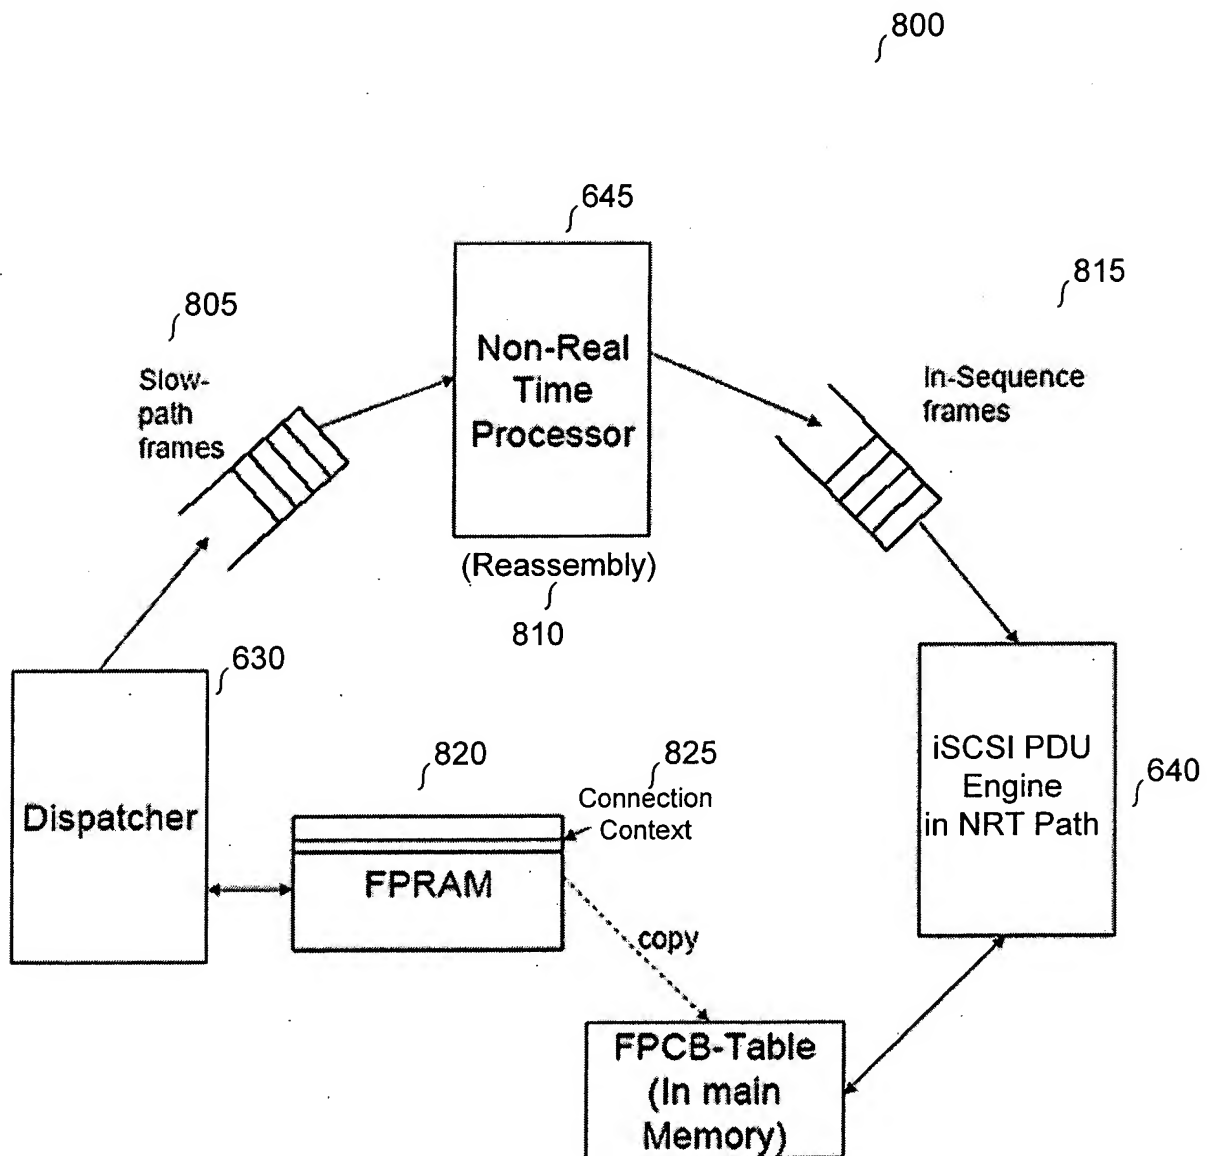 800
645
805
815
Slow-
path
frames
Non-Real
Time
Processor
In-Sequence
frames
(Reassembly)
810
630
Dispatcher
820
825
Connection
Context
FPRAM
copy
iSCSI PDU
Engine
in NRT Path
640
FPCB-Table
(In main
Memory)